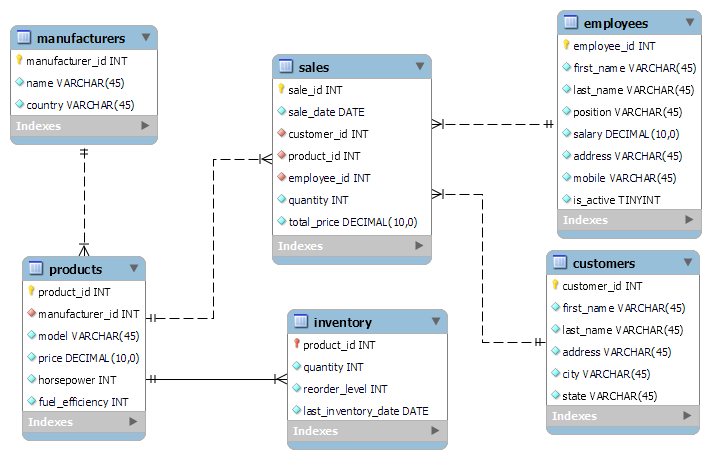 manufacturers
manufacturer_id INT
name VARCHAR(45)
country VARCHAR(45)
Indexes
sales
sale_id INT
sale_date DATE
customer_id INT
product_id INT
employee_id INT
quantity INT
total_price DECIMAL(10,0)
Indexes
employees
employee_id INT
first_name VARCHAR(45)
last_name VARCHAR(45)
position VARCHAR(45)
salary DECIMAL(10,0)
address VARCHAR(45)
mobile VARCHAR(45)
is_active TINYINT
Indexes
products
product_id INT
manufacturer_id INT
model VARCHAR(45)
price DECIMAL(10,0)
horsepower INT
fuel_efficiency INT
Indexes
inventory
product_id INT
quantity INT
reorder_level INT
last_inventory_date DATE
Indexes
customers
customer_id INT
first_name VARCHAR(45)
last_name VARCHAR(45)
address VARCHAR(45)
city VARCHAR(45)
state VARCHAR(45)
Indexes